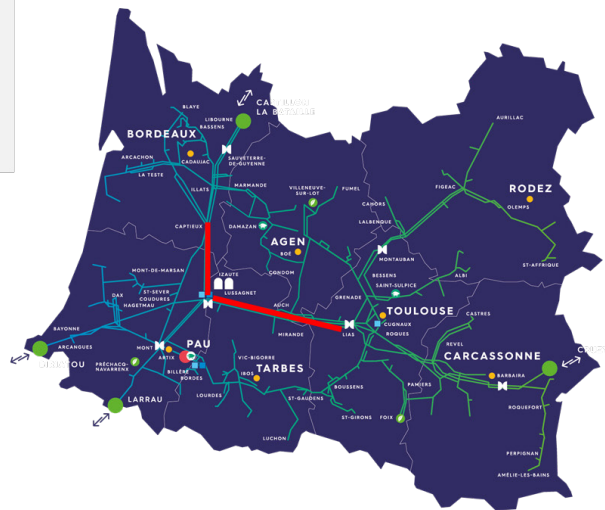 BLAYE
LIBOURNE
BASSENS
BORDEAUX
CADAUJAC
ARCACHON
LA TESTE
SAUVETERRE-
DE-GUYENNE
ILLATS
MARMANDE
VILLENEUVE-
SUR-LOT
FUMEL
CAHORS
LALBENQUE
FIGEAC
AURILLAC
RODEZ
OLEMPS
ST-AFFRIQUE
CAPTIEUX
DAMAZAN
AGEN
BOÉ
CONDOM
MONTAUBAN
BESSENS
SAINT-SULPICE
ALBI
MONT-DE-MARSAN
IZAUTE
LUSSAGNET
ST-SEVER
COUDURES
HAGETMAU
DAX
AUCH
GRENADE
TOULOUSE
CUGNAUX
ROQUES
CASTRES
BAYONNE
ARCANGUES
MIRANDE
LIAS
REVEL
CARCASSONNE
MONT
ARTIX
PAU
PRÉCHACQ-
NAVARRENX
BILLÈRE
BORDES
VIC-BIGORRE
IBOS
TARBES
BARBAIRA
LARRAU
LOURDES
ST-GAUDENS
BOUSSENS
PAMIERS
ROQUEFORT
ST-GIRONS
FOIX
LUCHON
PERPIGNAN
AMÉLIE-LES-BAINS